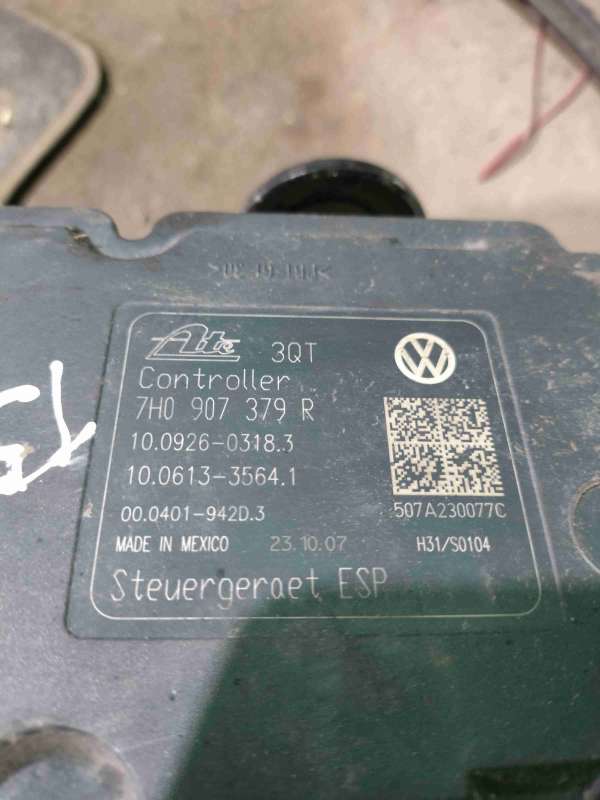 Ate 3QT
Controller
7H0 907 379 R
10.0926-0318.3
10.0613-3564.1
00.0401-942D.3
507A230077C
MADE IN MEXICO 23.10.07 H31/S0104
Steuergeraet ESP